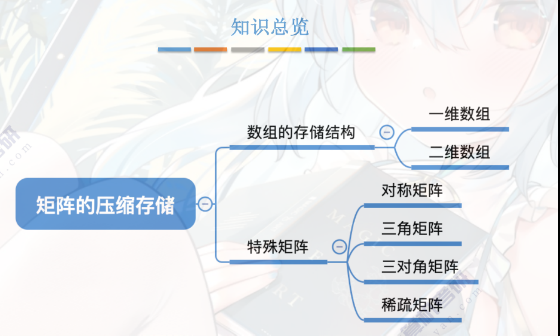 知识总览
数组的存储结构
一维数组
二维数组
矩阵的压缩存储
特殊矩阵
对称矩阵
三角矩阵
三对角矩阵
稀疏矩阵